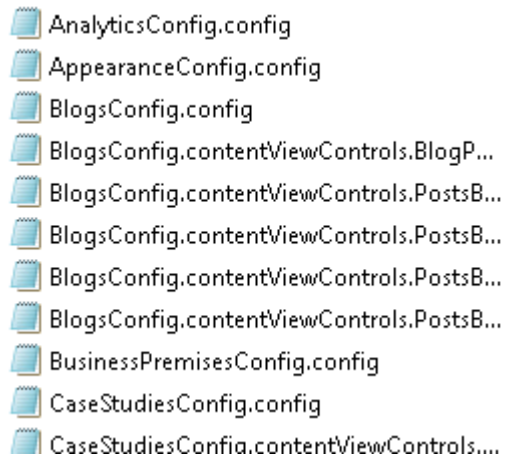 AnalyticsConfig.config
AppearanceConfig.config
BlogsConfig.config
BlogsConfig.contentViewControls.BlogP...
BlogsConfig.contentViewControls.PostsB...
BlogsConfig.contentViewControls.PostsB...
BlogsConfig.contentViewControls.PostsB...
BlogsConfig.contentViewControls.PostsB...
BusinessPremisesConfig.config
CaseStudiesConfig.config
CaseStudiesConfig.contentViewControls....